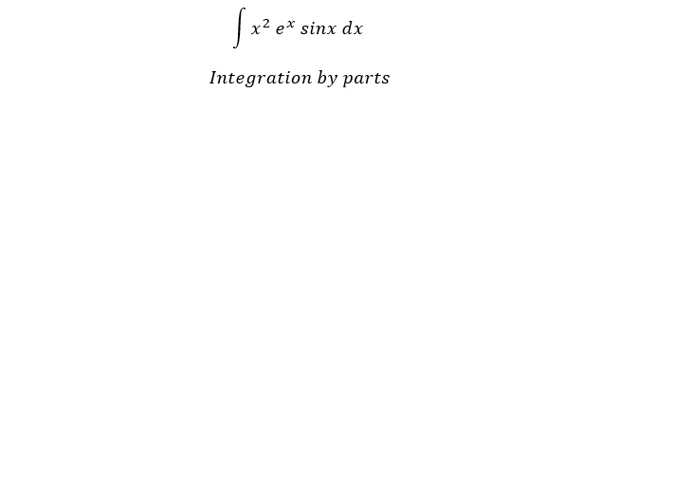 ∫ x² eˣ sinx dx
Integration by parts